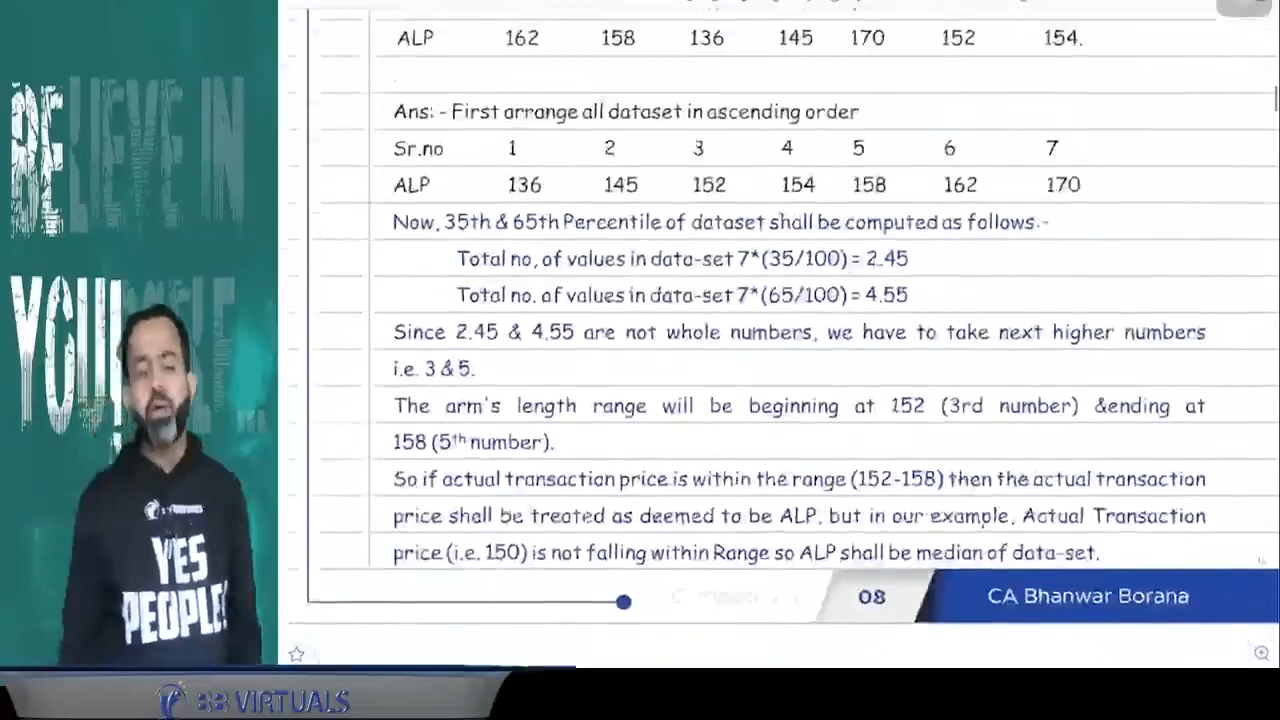 BELIEVE IN
YOU
ALP 162 158 136 145 170 152 154.
Ans: - First arrange all dataset in ascending order
Sr.no 1 2 3 4 5 6 7
ALP 136 145 152 154 158 162 170
Now, 35th & 65th Percentile of dataset shall be computed as follows:-
Total no, of values in data-set 7*(35/100) = 2.45
Total no. of values in data-set 7*(65/100) = 4.55
Since 2.45 & 4.55 are not whole numbers, we have to take next higher numbers
i.e. 3 & 5.
The arm's length range will be beginning at 152 (3rd number) &ending at
158 (5th number).
So if actual transaction price is within the range (152-158) then the actual transaction
price shall be treated as deemed to be ALP, but in our example, Actual Transaction
price (i.e. 150) is not falling within Range so ALP shall be median of data-set.
08
CA Bhanwar Borana
YES
PEOPLE!
BB VIRTUALS